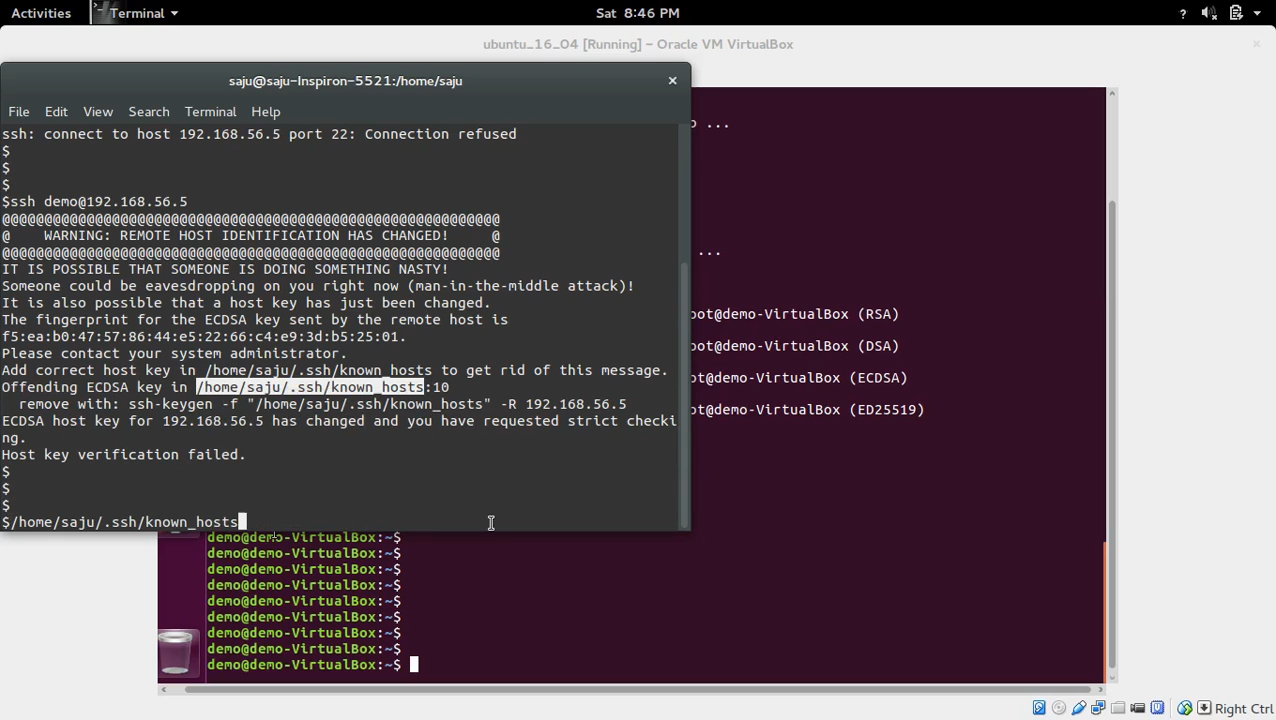 Activities
Terminal
Sat 8:46 PM
?
ubuntu_16_04 [Running] – Oracle VM VirtualBox
×
saju@saju-Inspiron-5521:/home/saju
×
File Edit View Search Terminal Help
ssh: connect to host 192.168.56.5 port 22: Connection refused
$
$
$
$ssh demo@192.168.56.5
@@@@@@@@@@@@@@@@@@@@@@@@@@@@@@@@@@@@@@@@@@@@@@@@@@@@@@@@@@@
@    WARNING: REMOTE HOST IDENTIFICATION HAS CHANGED!     @
@@@@@@@@@@@@@@@@@@@@@@@@@@@@@@@@@@@@@@@@@@@@@@@@@@@@@@@@@@@
IT IS POSSIBLE THAT SOMEONE IS DOING SOMETHING NASTY!
Someone could be eavesdropping on you right now (man-in-the-middle attack)!
It is also possible that a host key has just been changed.
The fingerprint for the ECDSA key sent by the remote host is
f5:ea:b0:47:57:86:44:e5:22:66:c4:e9:3d:b5:25:01.
Please contact your system administrator.
Add correct host key in /home/saju/.ssh/known_hosts to get rid of this message.
Offending ECDSA key in /home/saju/.ssh/known_hosts:10
  remove with: ssh-keygen -f "/home/saju/.ssh/known_hosts" -R 192.168.56.5
ECDSA host key for 192.168.56.5 has changed and you have requested strict checki
ng.
Host key verification failed.
$
$
$
$/home/saju/.ssh/known_hosts
...
...
ot@demo-VirtualBox (RSA)
ot@demo-VirtualBox (DSA)
ot@demo-VirtualBox (ECDSA)
ot@demo-VirtualBox (ED25519)
demo@demo-VirtualBox:~$
demo@demo-VirtualBox:~$
demo@demo-VirtualBox:~$
demo@demo-VirtualBox:~$
demo@demo-VirtualBox:~$
demo@demo-VirtualBox:~$
demo@demo-VirtualBox:~$
demo@demo-VirtualBox:~$
demo@demo-VirtualBox:~$
Right Ctrl